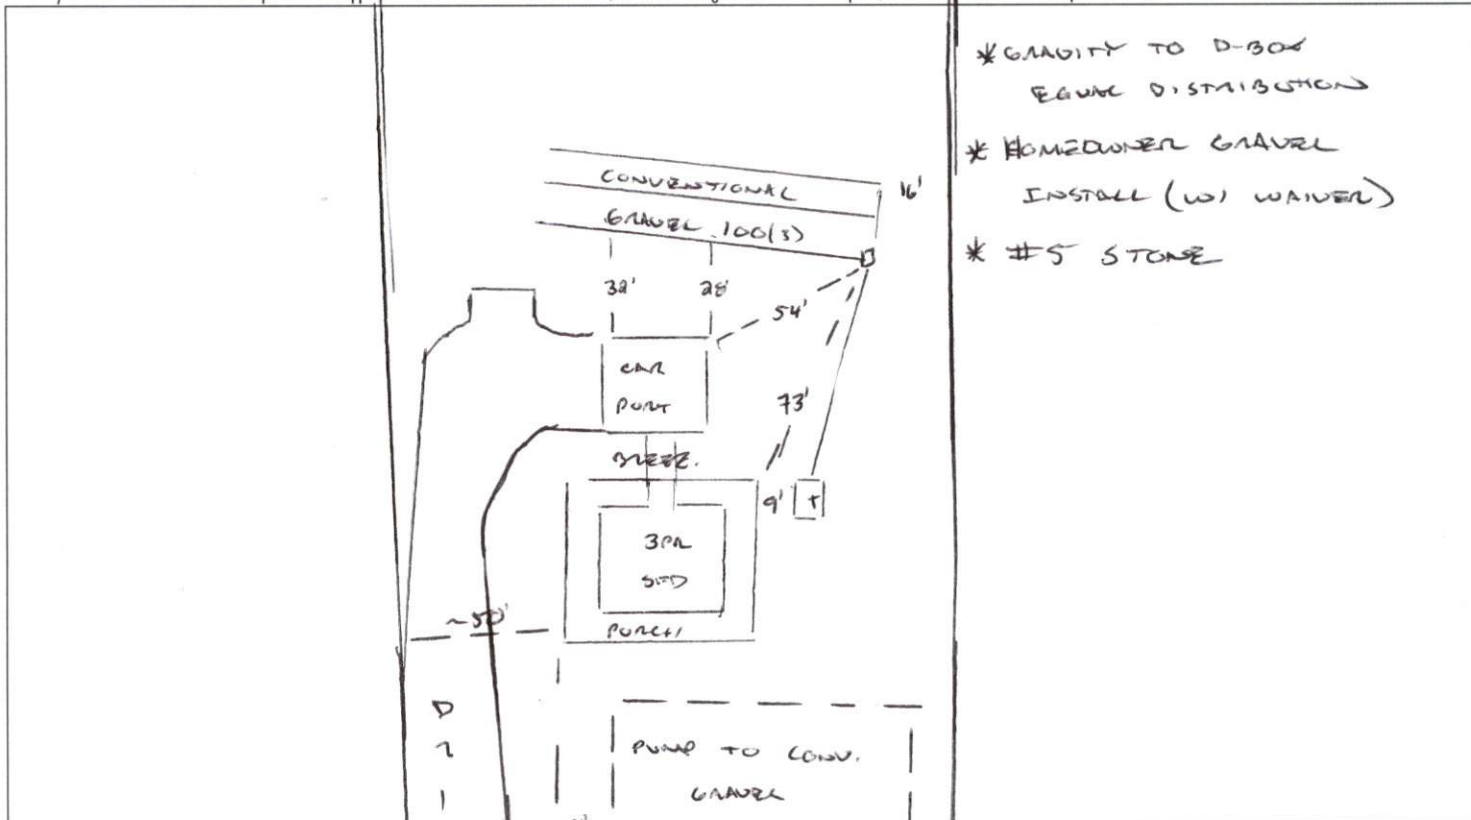 * GRAVITY TO D-BOX
EQUAL DISTRIBUTION
* HOMEOWNER GRAVEL
INSTALL (W/ WAIVER)
* #5 STONE
CONVENTIONAL
16'
GRAVEL 100(3)
32'
28'
54'
CAR
PORT
73'
BREEZE.
9'
T
3BR
SFD
~50'
PORCH
D
R
I
PUMP TO CONV.
GRAVEL